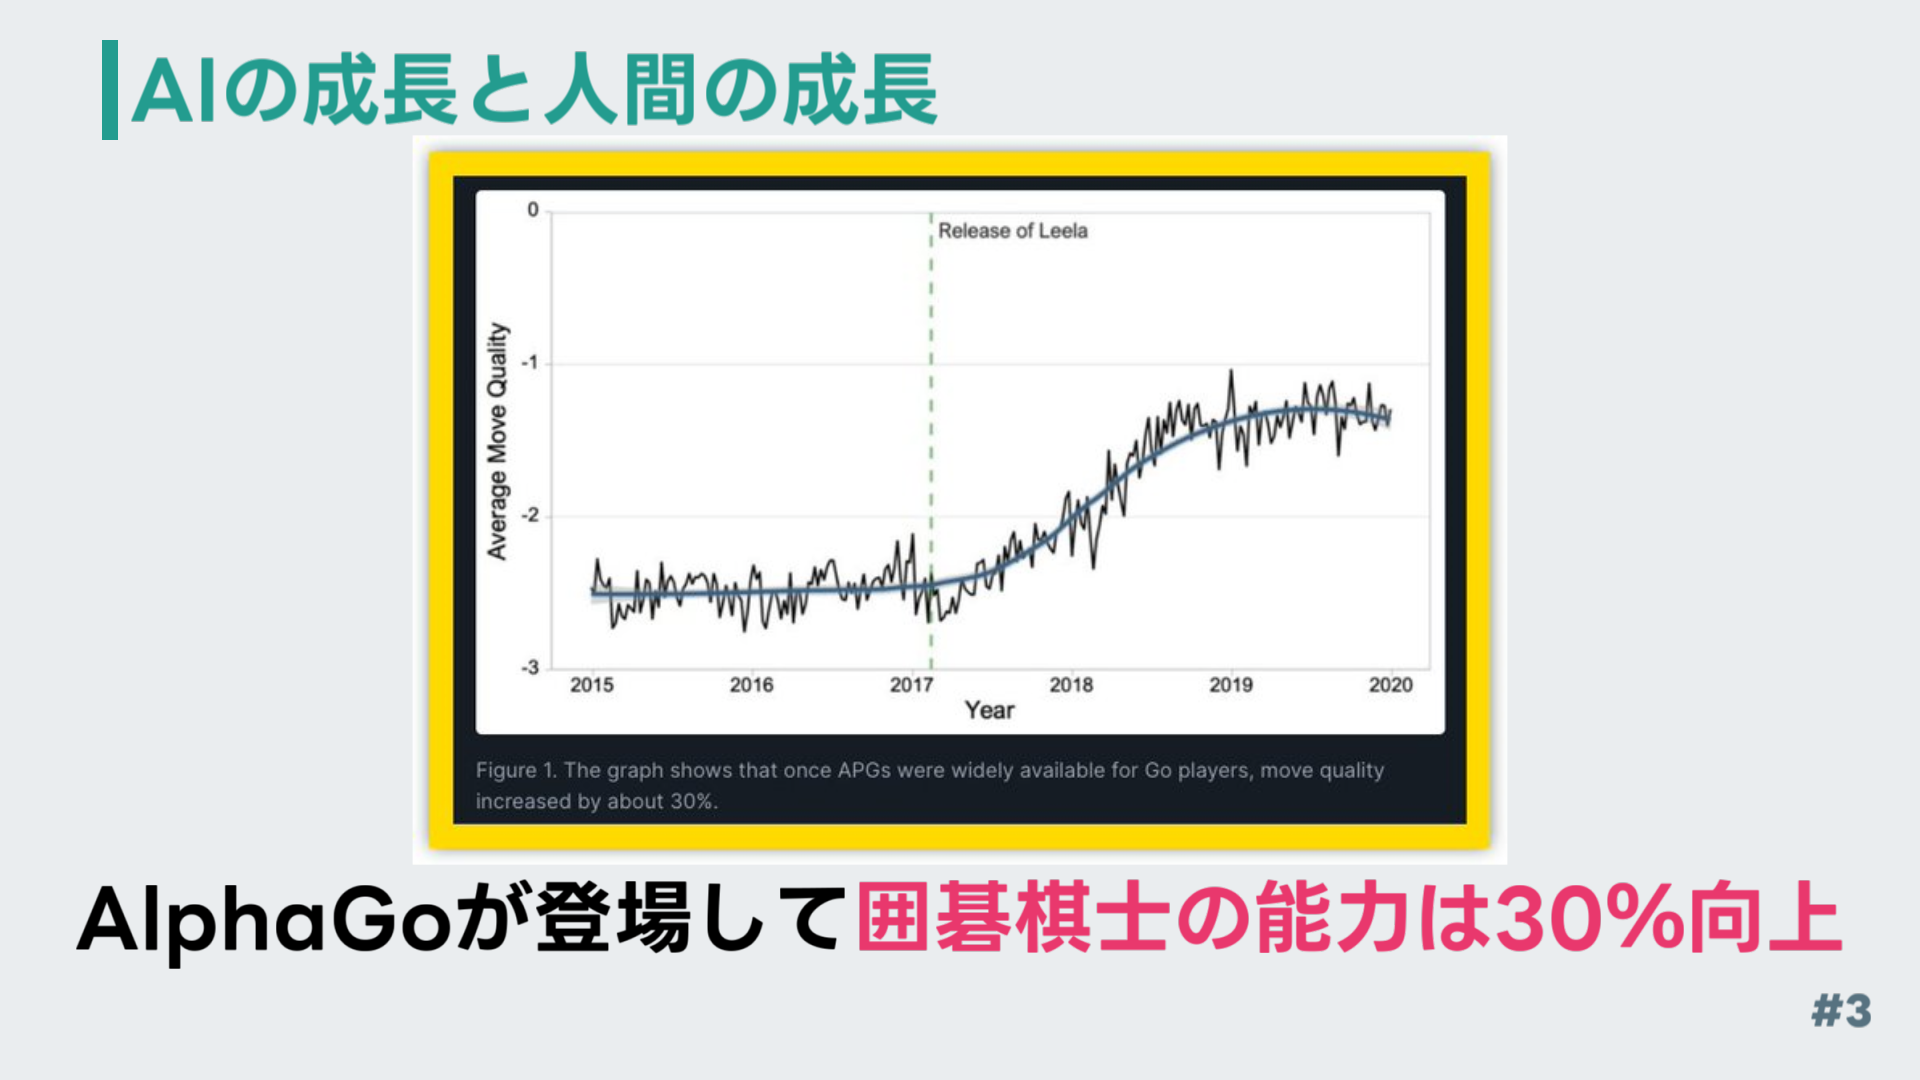 AIの成長と人間の成長
0
Release of Leela
-1
Average Move Quality
-2
-3
2015 2016 2017 2018 2019 2020
Year
Figure 1. The graph shows that once APGs were widely available for Go players, move quality
increased by about 30%.
AlphaGoが登場して囲碁棋士の能力は30%向上
#3